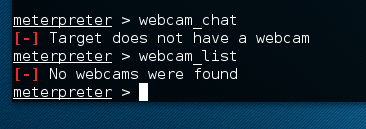 meterpreter > webcam_chat
[-] Target does not have a webcam
meterpreter > webcam_list
[-] No webcams were found
meterpreter >